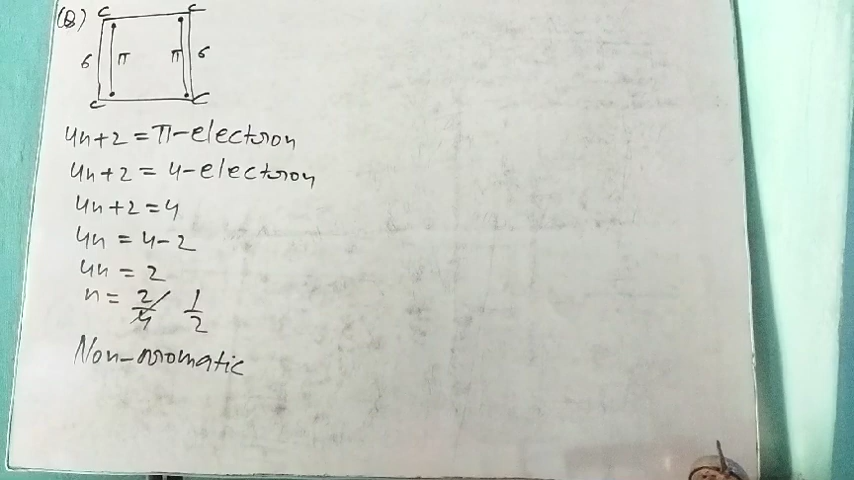 (Q) C C
6 π π 6
C C
4n+2 = π-electron
4n+2 = 4-electron
4n+2 = 4
4n = 4-2
4n = 2
n = 2/4 1/2
Non-aromatic